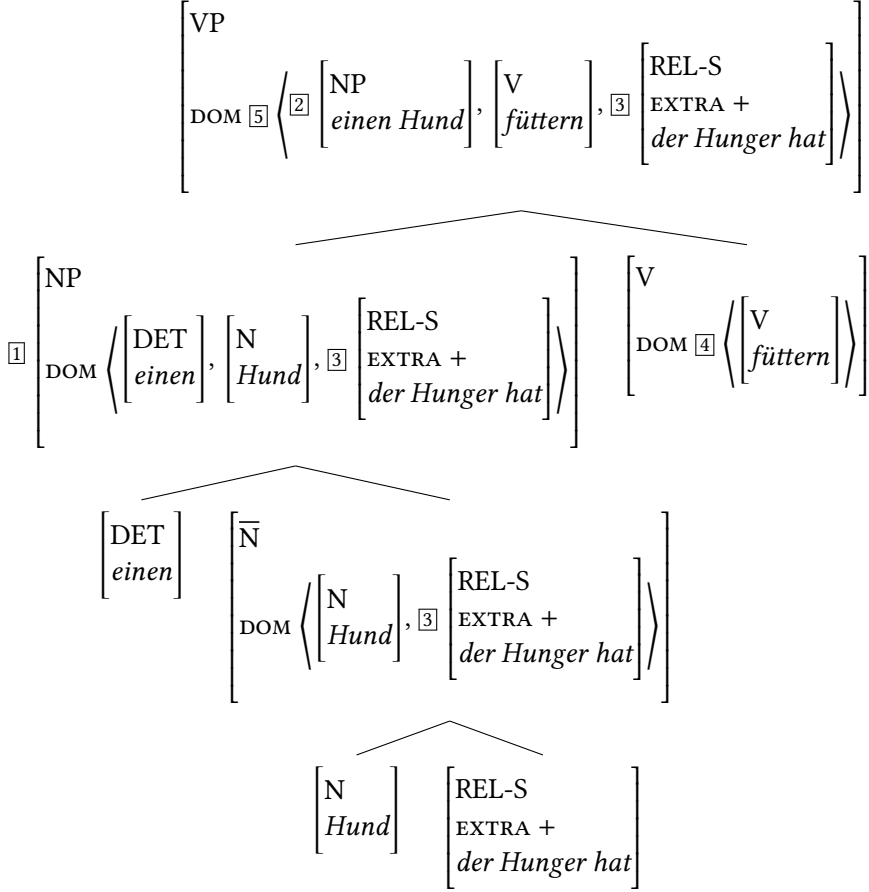 VP
DOM 5 ⟨ 2 [NP einen Hund], [V füttern], 3 [REL-S EXTRA + der Hunger hat] ⟩
1 NP
DOM ⟨ [DET einen], [N Hund], 3 [REL-S EXTRA + der Hunger hat] ⟩
V
DOM 4 ⟨ [V füttern] ⟩
DET
einen
N̅
DOM ⟨ [N Hund], 3 [REL-S EXTRA + der Hunger hat] ⟩
N
Hund
REL-S
EXTRA +
der Hunger hat